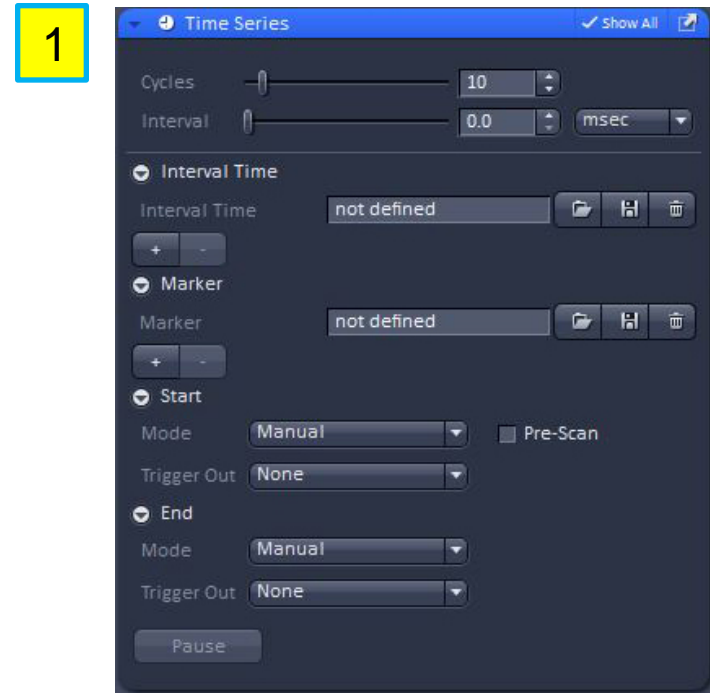 1
Time Series Show All
Cycles 10
Interval 0.0 msec
Interval Time
Interval Time not defined
+ -
Marker
Marker not defined
+ -
Start
Mode Manual Pre-Scan
Trigger Out None
End
Mode Manual
Trigger Out None
Pause